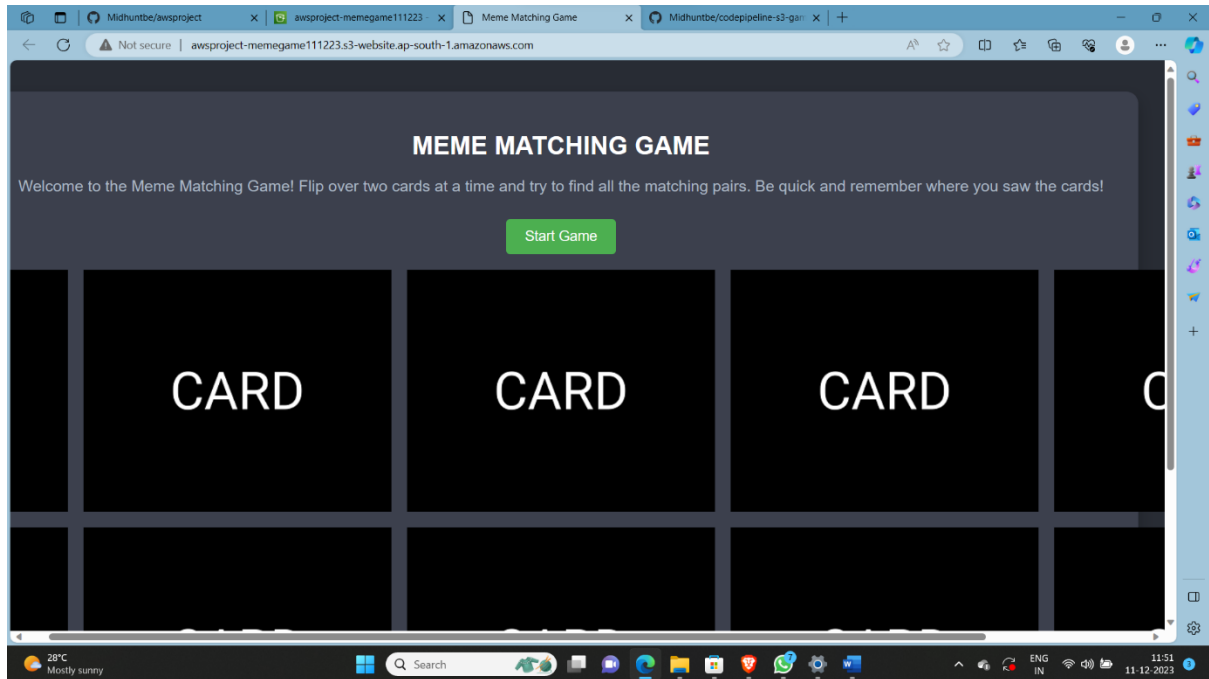 Midhuntbe/awsproject
awsproject-memegame111223 -
Meme Matching Game
Midhuntbe/codepipeline-s3-gam
Not secure
awsproject-memegame111223.s3-website.ap-south-1.amazonaws.com
MEME MATCHING GAME
Welcome to the Meme Matching Game! Flip over two cards at a time and try to find all the matching pairs. Be quick and remember where you saw the cards!
Start Game
CARD CARD CARD C
28°C
Mostly sunny
Search
ENG
IN
11:51
11-12-2023